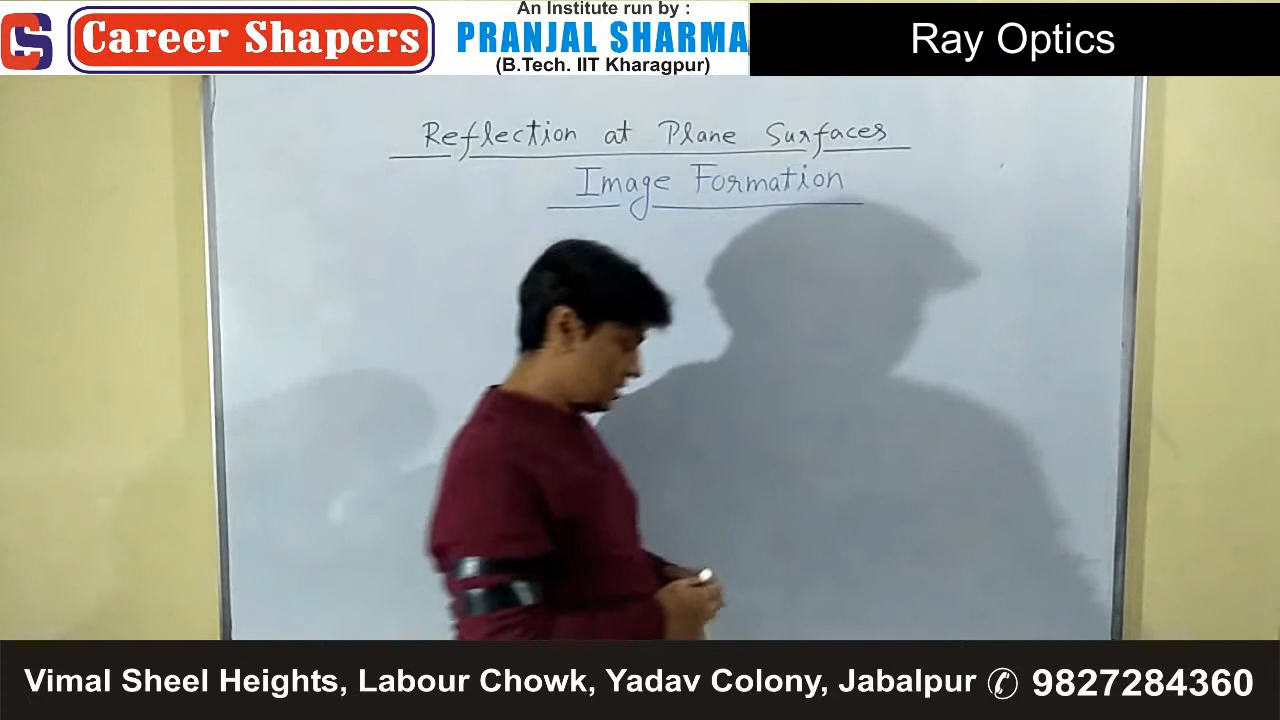 CS
Career Shapers
An Institute run by :
PRANJAL SHARMA
(B.Tech. IIT Kharagpur)
Ray Optics
Reflection at Plane Surfaces
Image Formation
Vimal Sheel Heights, Labour Chowk, Yadav Colony, Jabalpur ✆ 9827284360